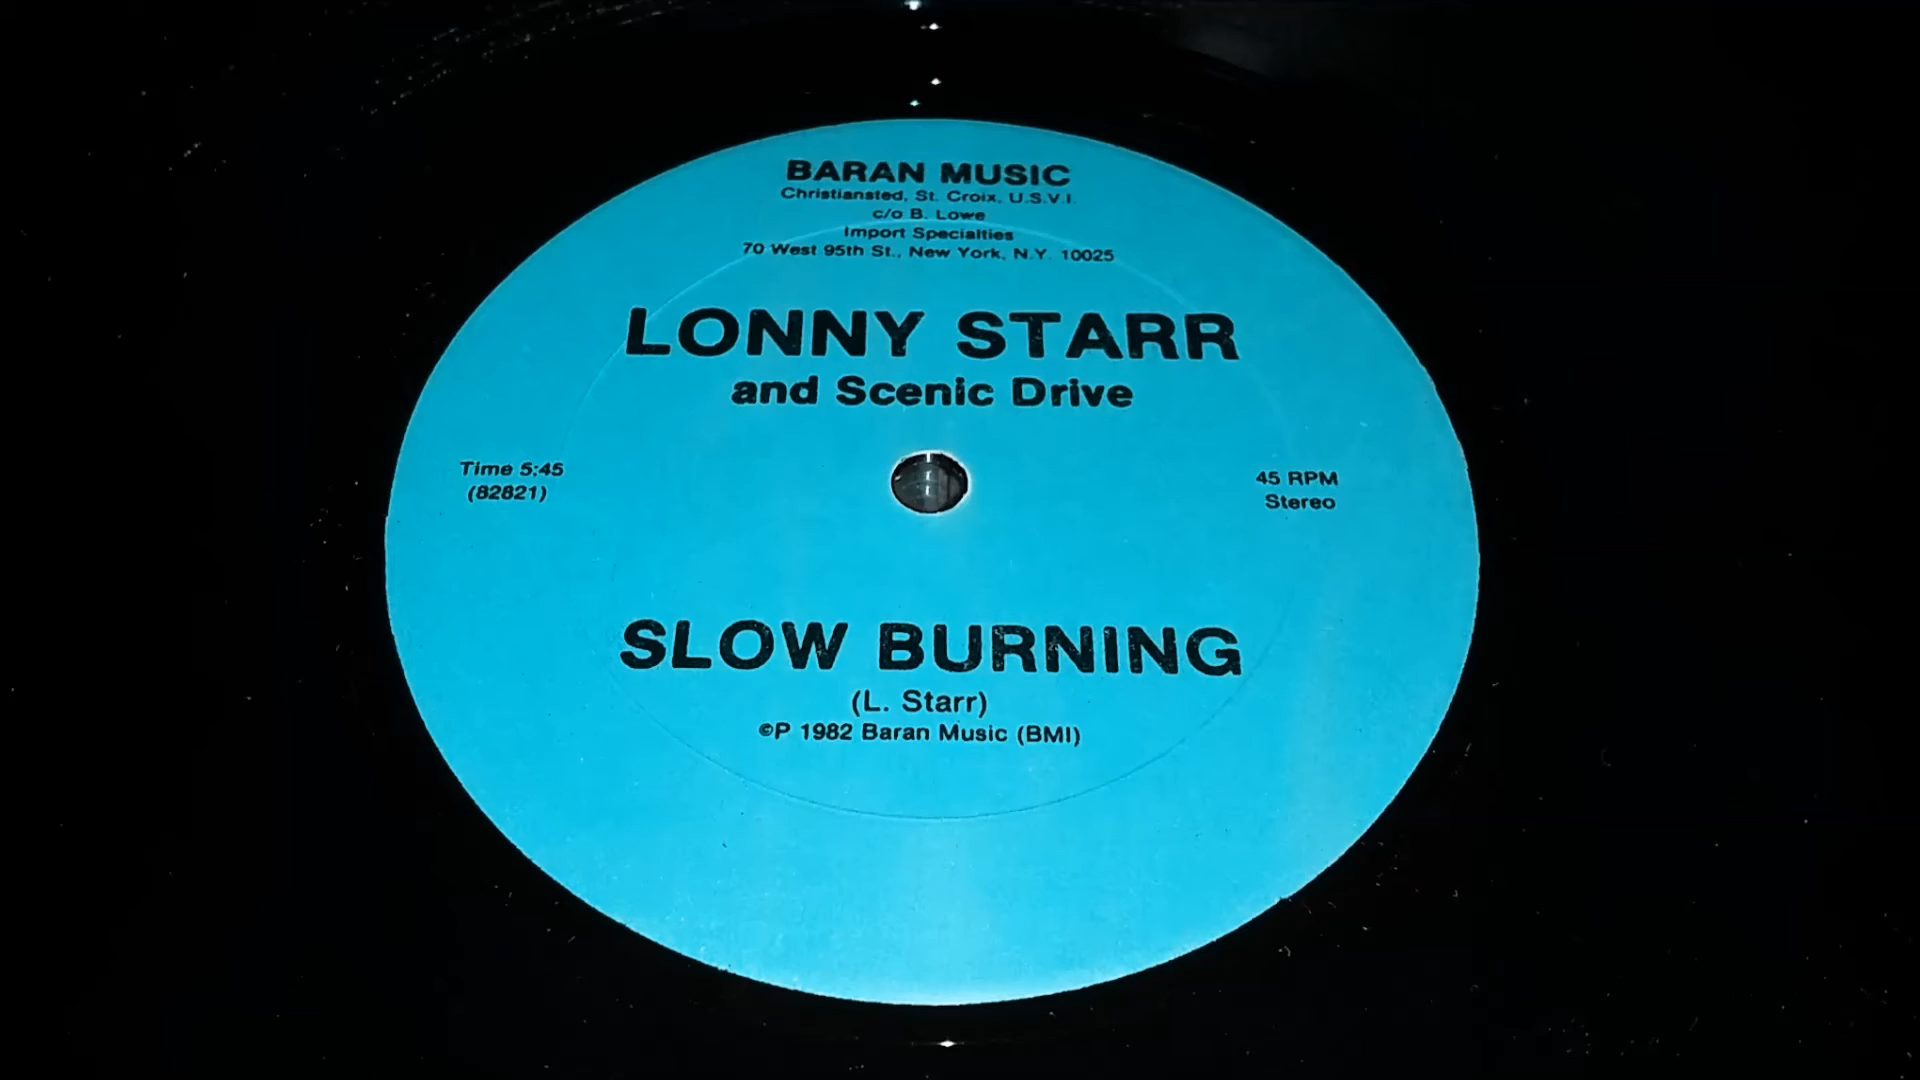 BARAN MUSIC
Christiansted, St. Croix, U.S.V.I.
c/o B. Lowe
Import Specialties
70 West 95th St., New York, N.Y. 10025
LONNY STARR
and Scenic Drive
Time 5:45
(82821)
45 RPM
Stereo
SLOW BURNING
(L. Starr)
©P 1982 Baran Music (BMI)